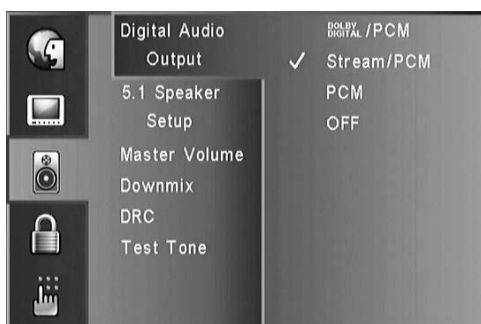 Digital Audio
Output
5.1 Speaker
Setup
Master Volume
Downmix
DRC
Test Tone
DOLBY DIGITAL /PCM
Stream/PCM
PCM
OFF